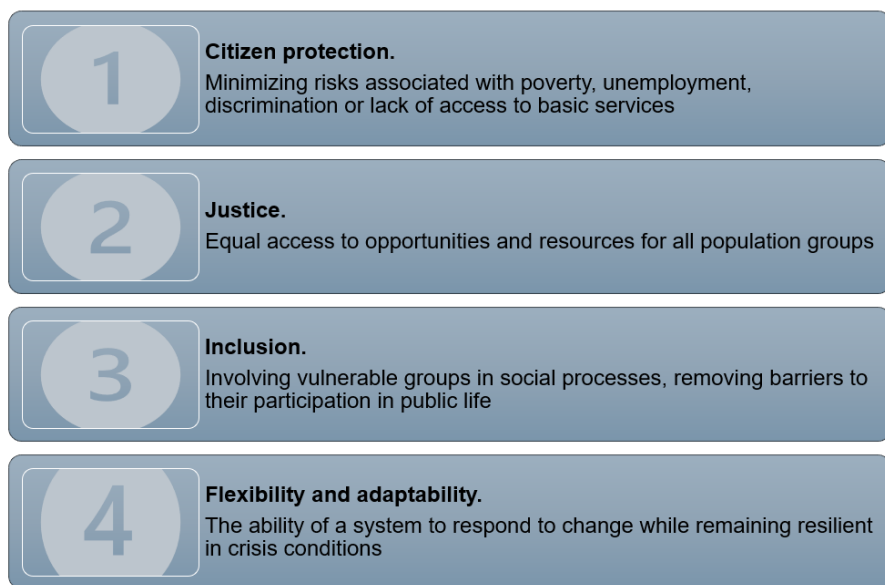 1
Citizen protection.
Minimizing risks associated with poverty, unemployment,
discrimination or lack of access to basic services
2
Justice.
Equal access to opportunities and resources for all population groups
3
Inclusion.
Involving vulnerable groups in social processes, removing barriers to
their participation in public life
4
Flexibility and adaptability.
The ability of a system to respond to change while remaining resilient
in crisis conditions